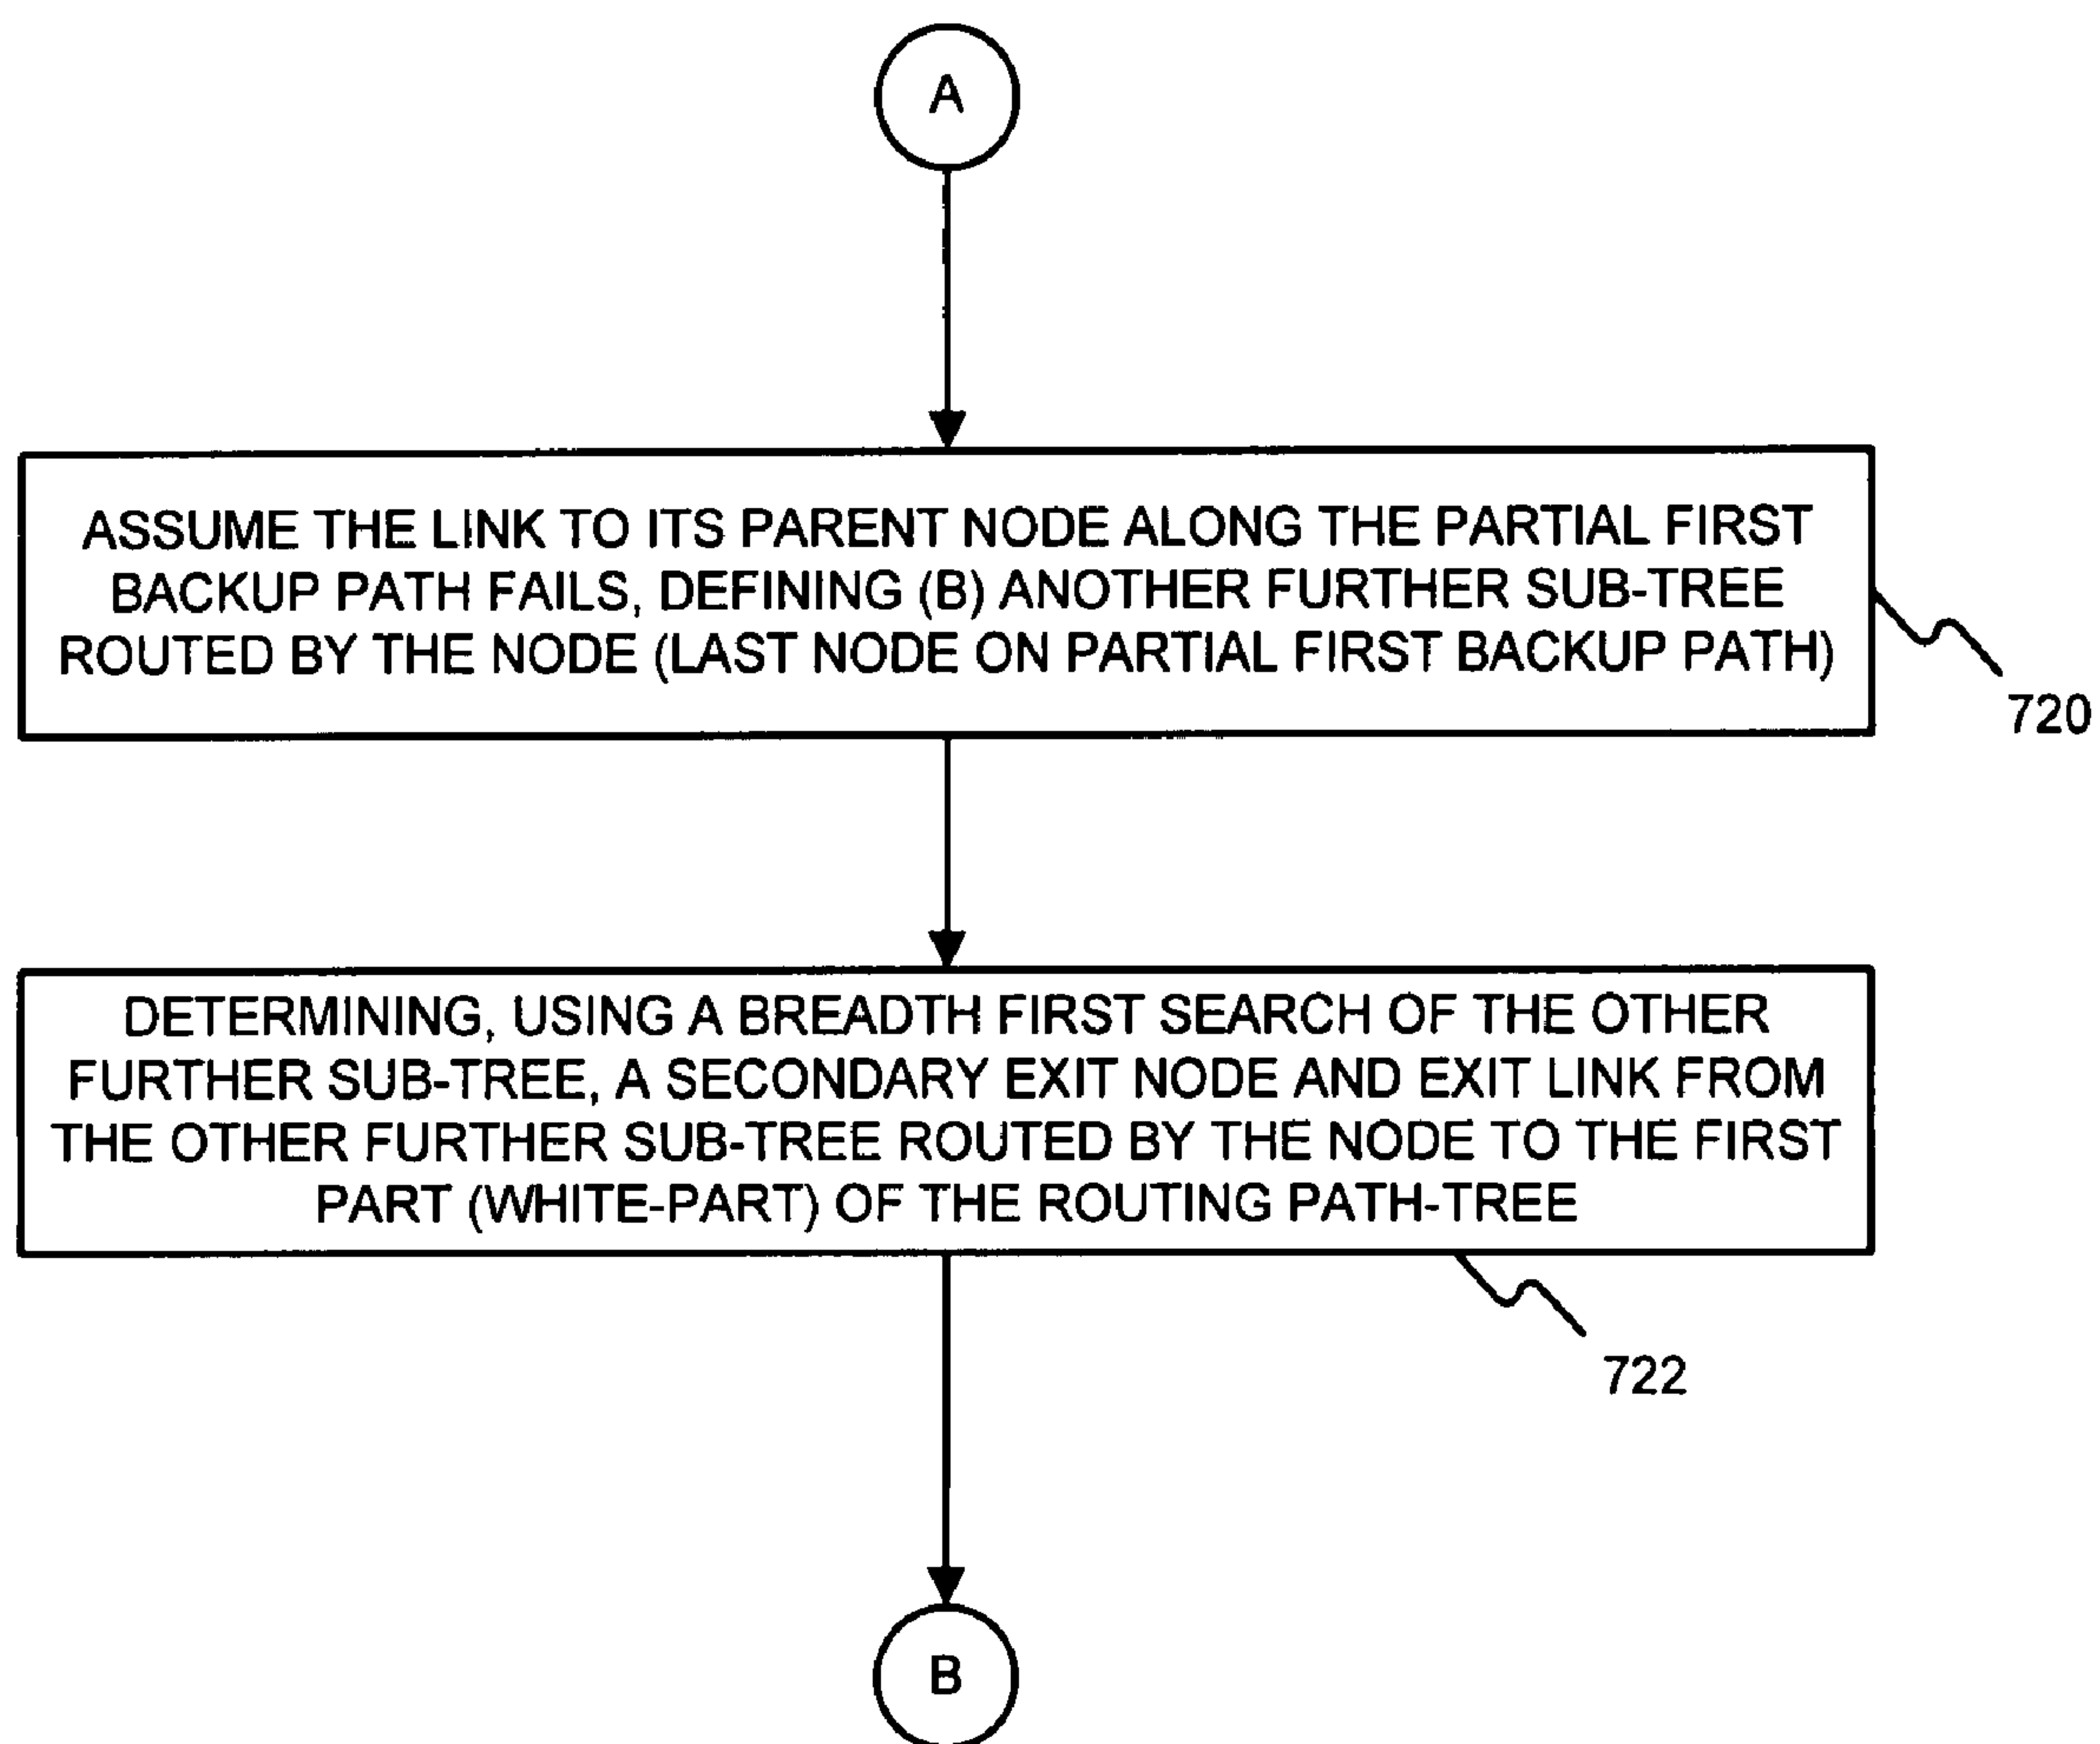 A
ASSUME THE LINK TO ITS PARENT NODE ALONG THE PARTIAL FIRST
BACKUP PATH FAILS, DEFINING (B) ANOTHER FURTHER SUB-TREE
ROUTED BY THE NODE (LAST NODE ON PARTIAL FIRST BACKUP PATH)
720
DETERMINING, USING A BREADTH FIRST SEARCH OF THE OTHER
FURTHER SUB-TREE, A SECONDARY EXIT NODE AND EXIT LINK FROM
THE OTHER FURTHER SUB-TREE ROUTED BY THE NODE TO THE FIRST
PART (WHITE-PART) OF THE ROUTING PATH-TREE
722
B